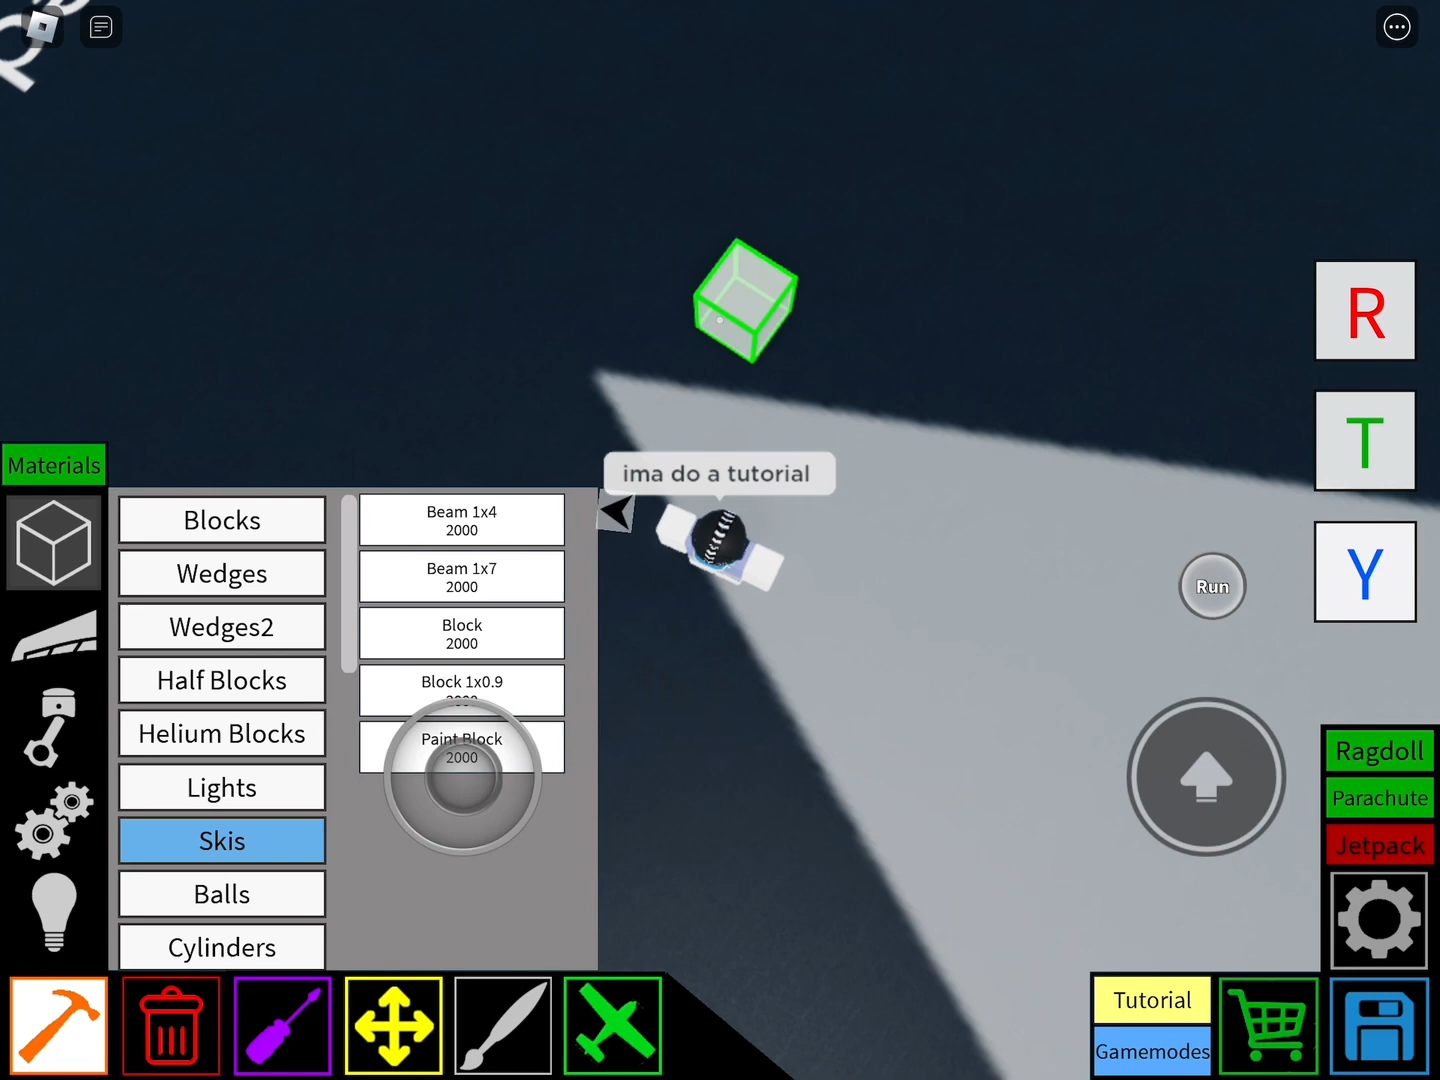 R
T
ima do a tutorial
Materials
Blocks
Wedges
Wedges2
Half Blocks
Helium Blocks
Lights
Skis
Balls
Cylinders
Beam 1x4
2000
Beam 1x7
2000
Block
2000
Block 1x0.9
Paint Block
2000
Y
Run
Ragdoll
Parachute
Jetpack
Tutorial
Gamemodes